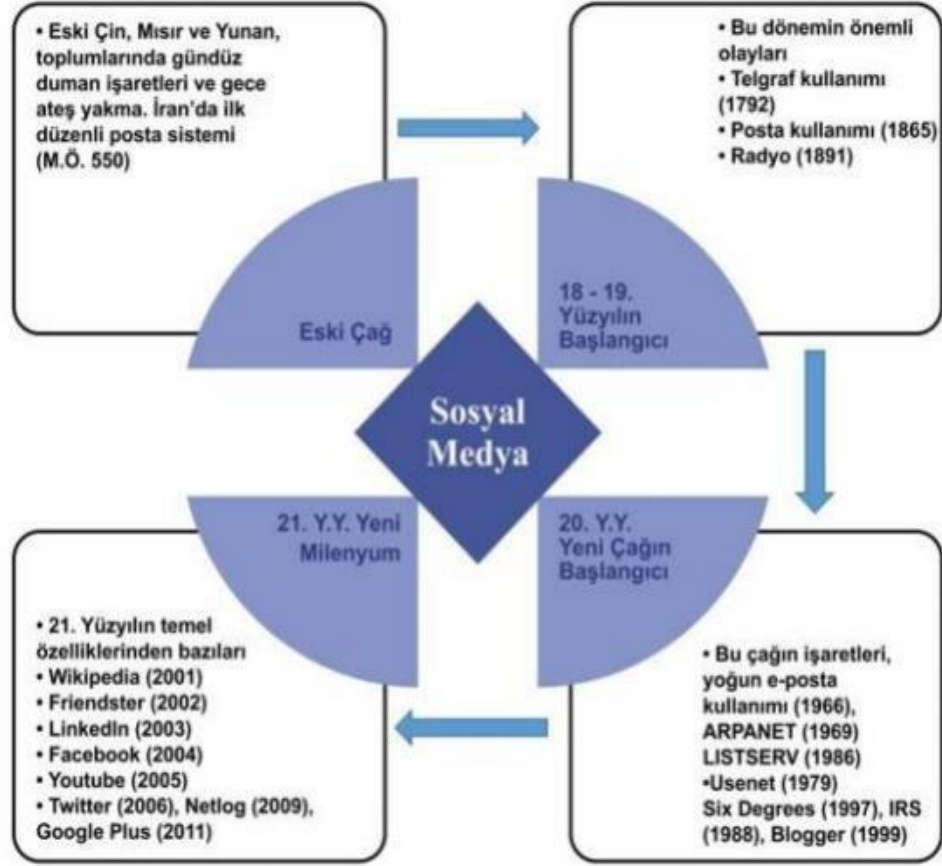 • Eski Çin, Mısır ve Yunan,
toplumlarında gündüz
duman işaretleri ve gece
ateş yakma. İran'da ilk
düzenli posta sistemi
(M.Ö. 550)
Eski Çağ
• Bu dönemin önemli
olayları
• Telgraf kullanımı
(1792)
• Posta kullanımı (1865)
• Radyo (1891)
18 - 19.
Yüzyılın
Başlangıcı
Sosyal
Medya
20. Y.Y.
Yeni Çağın
Başlangıcı
• Bu çağın işaretleri,
yoğun e-posta
kullanımı (1966),
ARPANET (1969)
LISTSERV (1986)
•Usenet (1979)
Six Degrees (1997), IRS
(1988), Blogger (1999)
21. Y.Y. Yeni
Milenyum
• 21. Yüzyılın temel
özelliklerinden bazıları
• Wikipedia (2001)
• Friendster (2002)
• LinkedIn (2003)
• Facebook (2004)
• Youtube (2005)
• Twitter (2006), Netlog (2009),
Google Plus (2011)